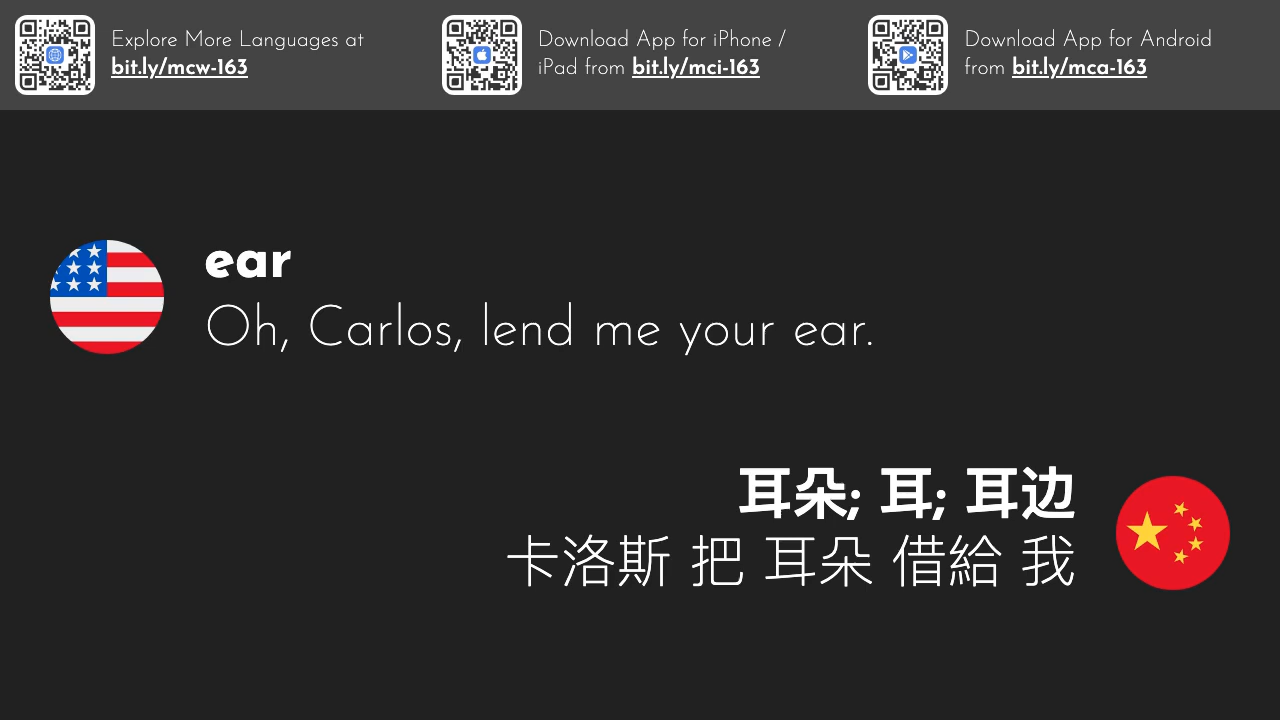 Explore More Languages at
bit.ly/mcw-163
Download App for iPhone /
iPad from bit.ly/mci-163
Download App for Android
from bit.ly/mca-163
ear
Oh, Carlos, lend me your ear.
耳朵; 耳; 耳边
卡洛斯 把 耳朵 借給 我